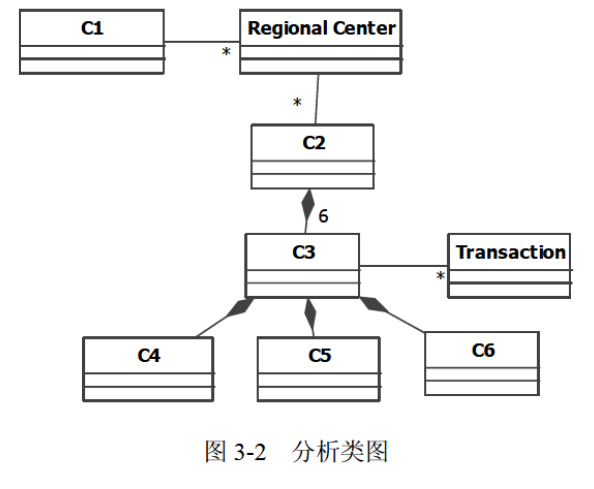 C1
Regional Center
*
*
C2
6
C3
Transaction
*
C4
C5
C6
图 3-2 分析类图